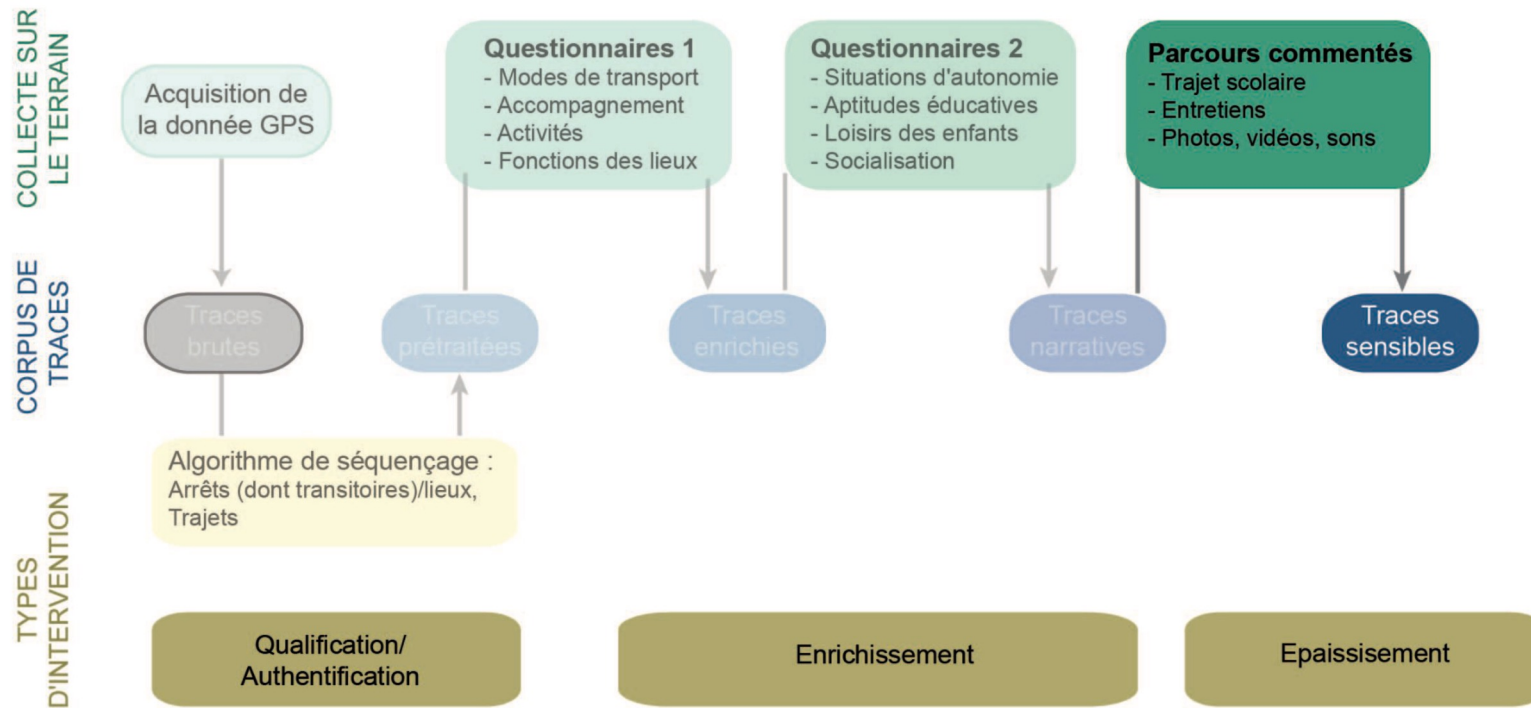 COLLECTE SUR
LE TERRAIN
Acquisition de
la donnée GPS
Questionnaires 1
- Modes de transport
- Accompagnement
- Activités
- Fonctions des lieux
Questionnaires 2
- Situations d'autonomie
- Aptitudes éducatives
- Loisirs des enfants
- Socialisation
Parcours commentés
- Trajet scolaire
- Entretiens
- Photos, vidéos, sons
CORPUS DE
TRACES
Traces
brutes
Traces
prétraitées
Traces
enrichies
Traces
narratives
Traces
sensibles
Algorithme de séquençage :
Arrêts (dont transitoires)/lieux,
Trajets
TYPES
D'INTERVENTION
Qualification/
Authentification
Enrichissement
Epaissisement